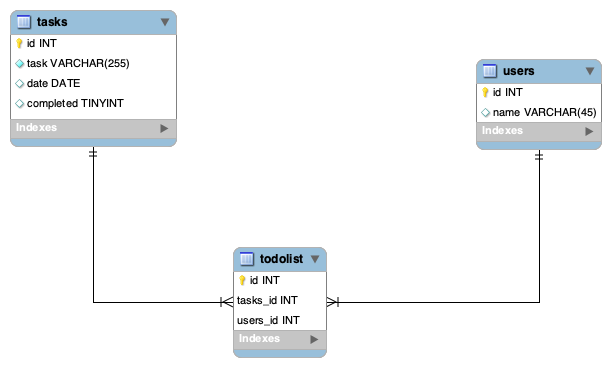 tasks
id INT
task VARCHAR(255)
date DATE
completed TINYINT
Indexes
users
id INT
name VARCHAR(45)
Indexes
todolist
id INT
tasks_id INT
users_id INT
Indexes